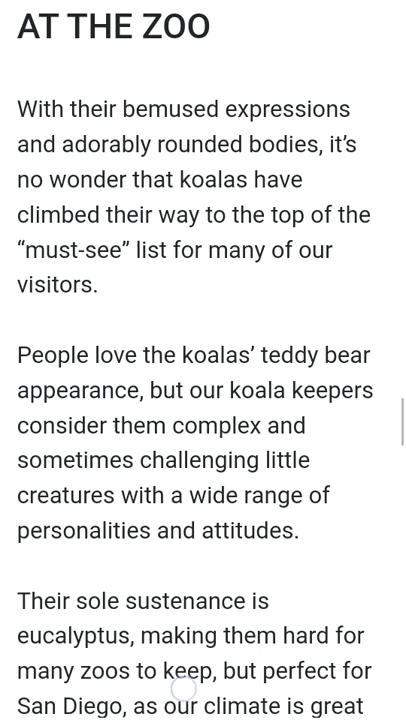 AT THE ZOO
With their bemused expressions
and adorably rounded bodies, it’s
no wonder that koalas have
climbed their way to the top of the
“must-see” list for many of our
visitors.
People love the koalas’ teddy bear
appearance, but our koala keepers
consider them complex and
sometimes challenging little
creatures with a wide range of
personalities and attitudes.
Their sole sustenance is
eucalyptus, making them hard for
many zoos to keep, but perfect for
San Diego, as our climate is great